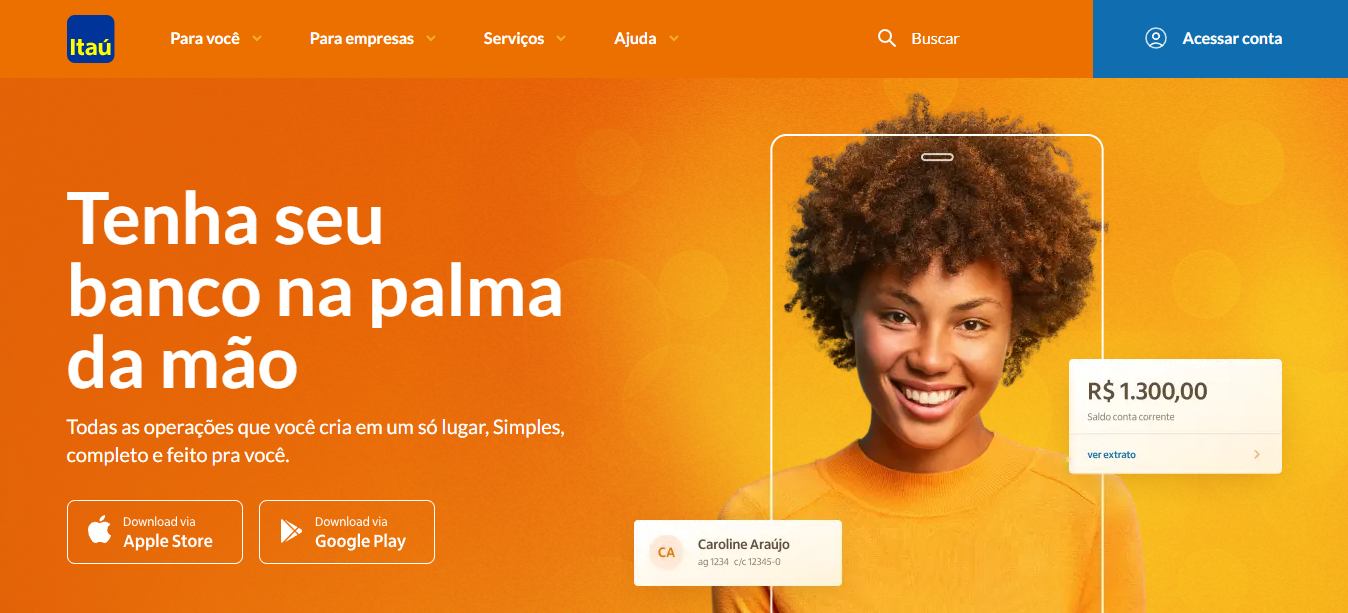 Itaú
Para você
Para empresas
Serviços
Ajuda
Buscar
Acessar conta
Tenha seu
banco na palma
da mão
Todas as operações que você cria em um só lugar, Simples,
completo e feito pra você.
Download via
Apple Store
Download via
Google Play
R$ 1.300,00
Saldo conta corrente
ver extrato
CA
Caroline Araújo
ag 1234 c/c 12345-0